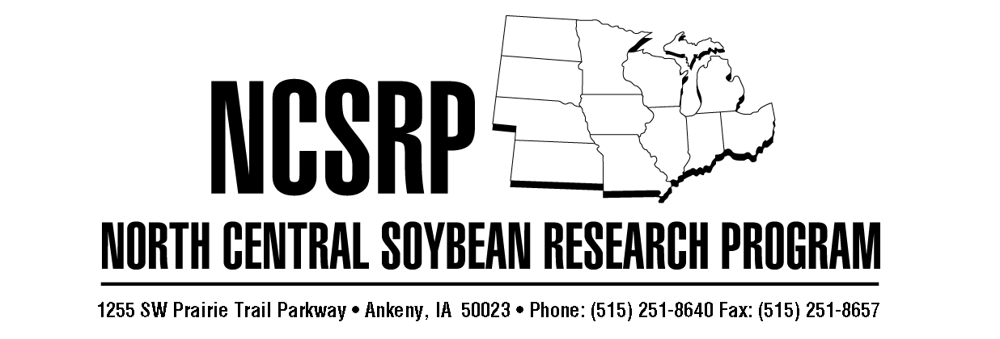 NCSRP
NORTH CENTRAL SOYBEAN RESEARCH PROGRAM
1255 SW Prairie Trail Parkway • Ankeny, IA 50023 • Phone: (515) 251-8640 Fax: (515) 251-8657